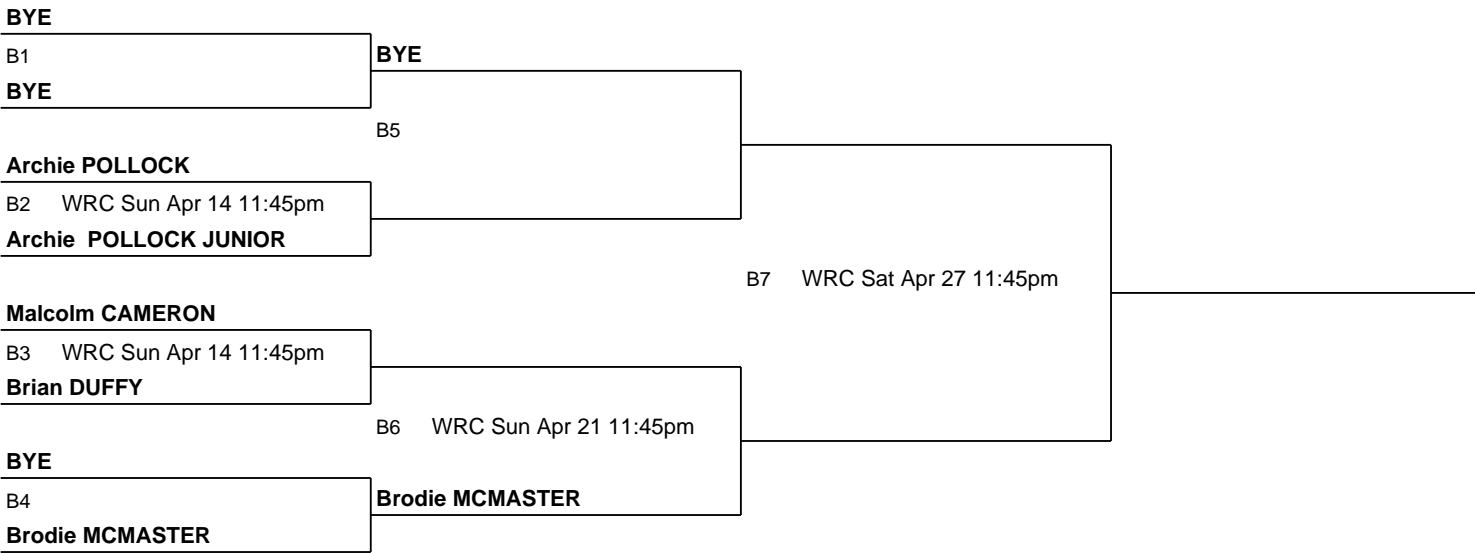 BYE
B1
BYE
BYE
B5
Archie POLLOCK
B2 WRC Sun Apr 14 11:45pm
Archie POLLOCK JUNIOR
B7 WRC Sat Apr 27 11:45pm
Malcolm CAMERON
B3 WRC Sun Apr 14 11:45pm
Brian DUFFY
B6 WRC Sun Apr 21 11:45pm
BYE
B4
Brodie MCMASTER
Brodie MCMASTER